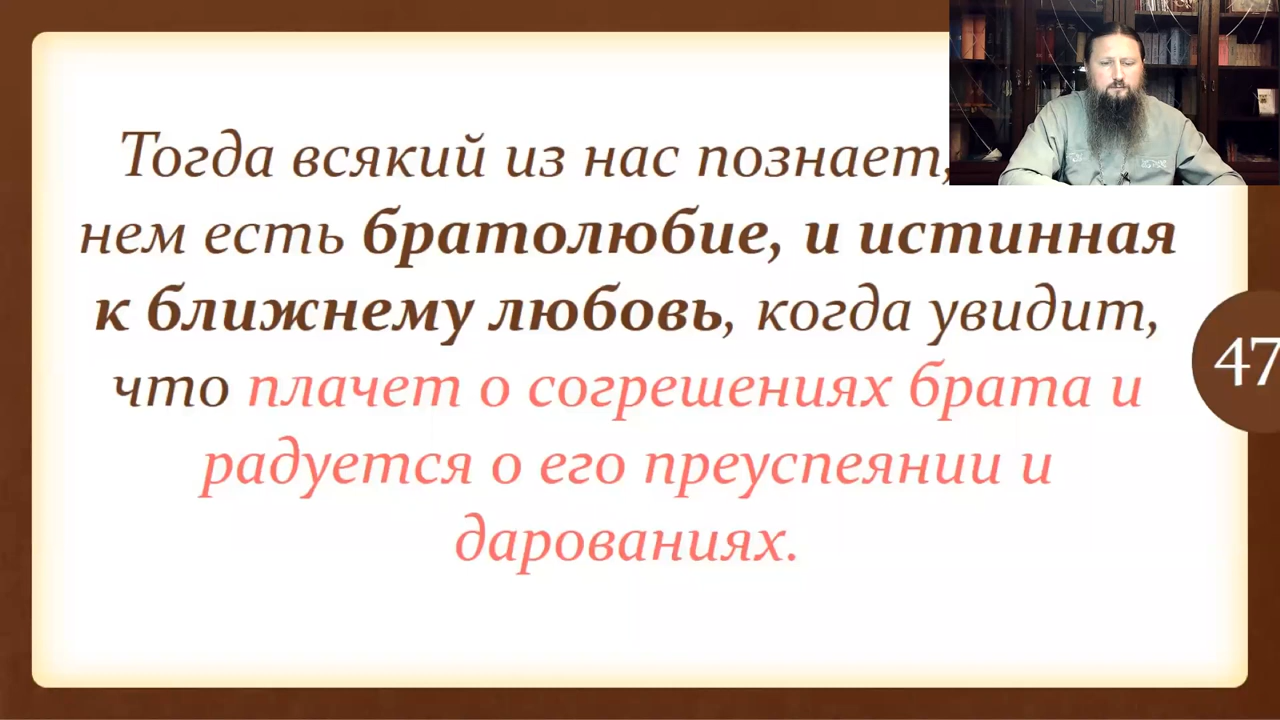 Тогда всякий из нас познает,
нем есть братолюбие, и истинная
к ближнему любовь, когда увидит,
что плачет о согрешениях брата и
радуется о его преуспеянии и
дарованиях.
47